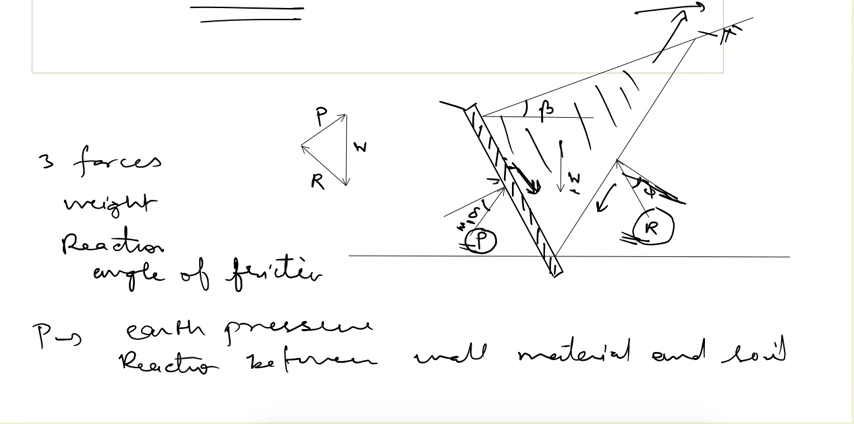 β
P
W
R
3 forces
weight
Reaction
angle of friction
W
φ
R
P
P → earth pressure
Reaction between wall material and soil